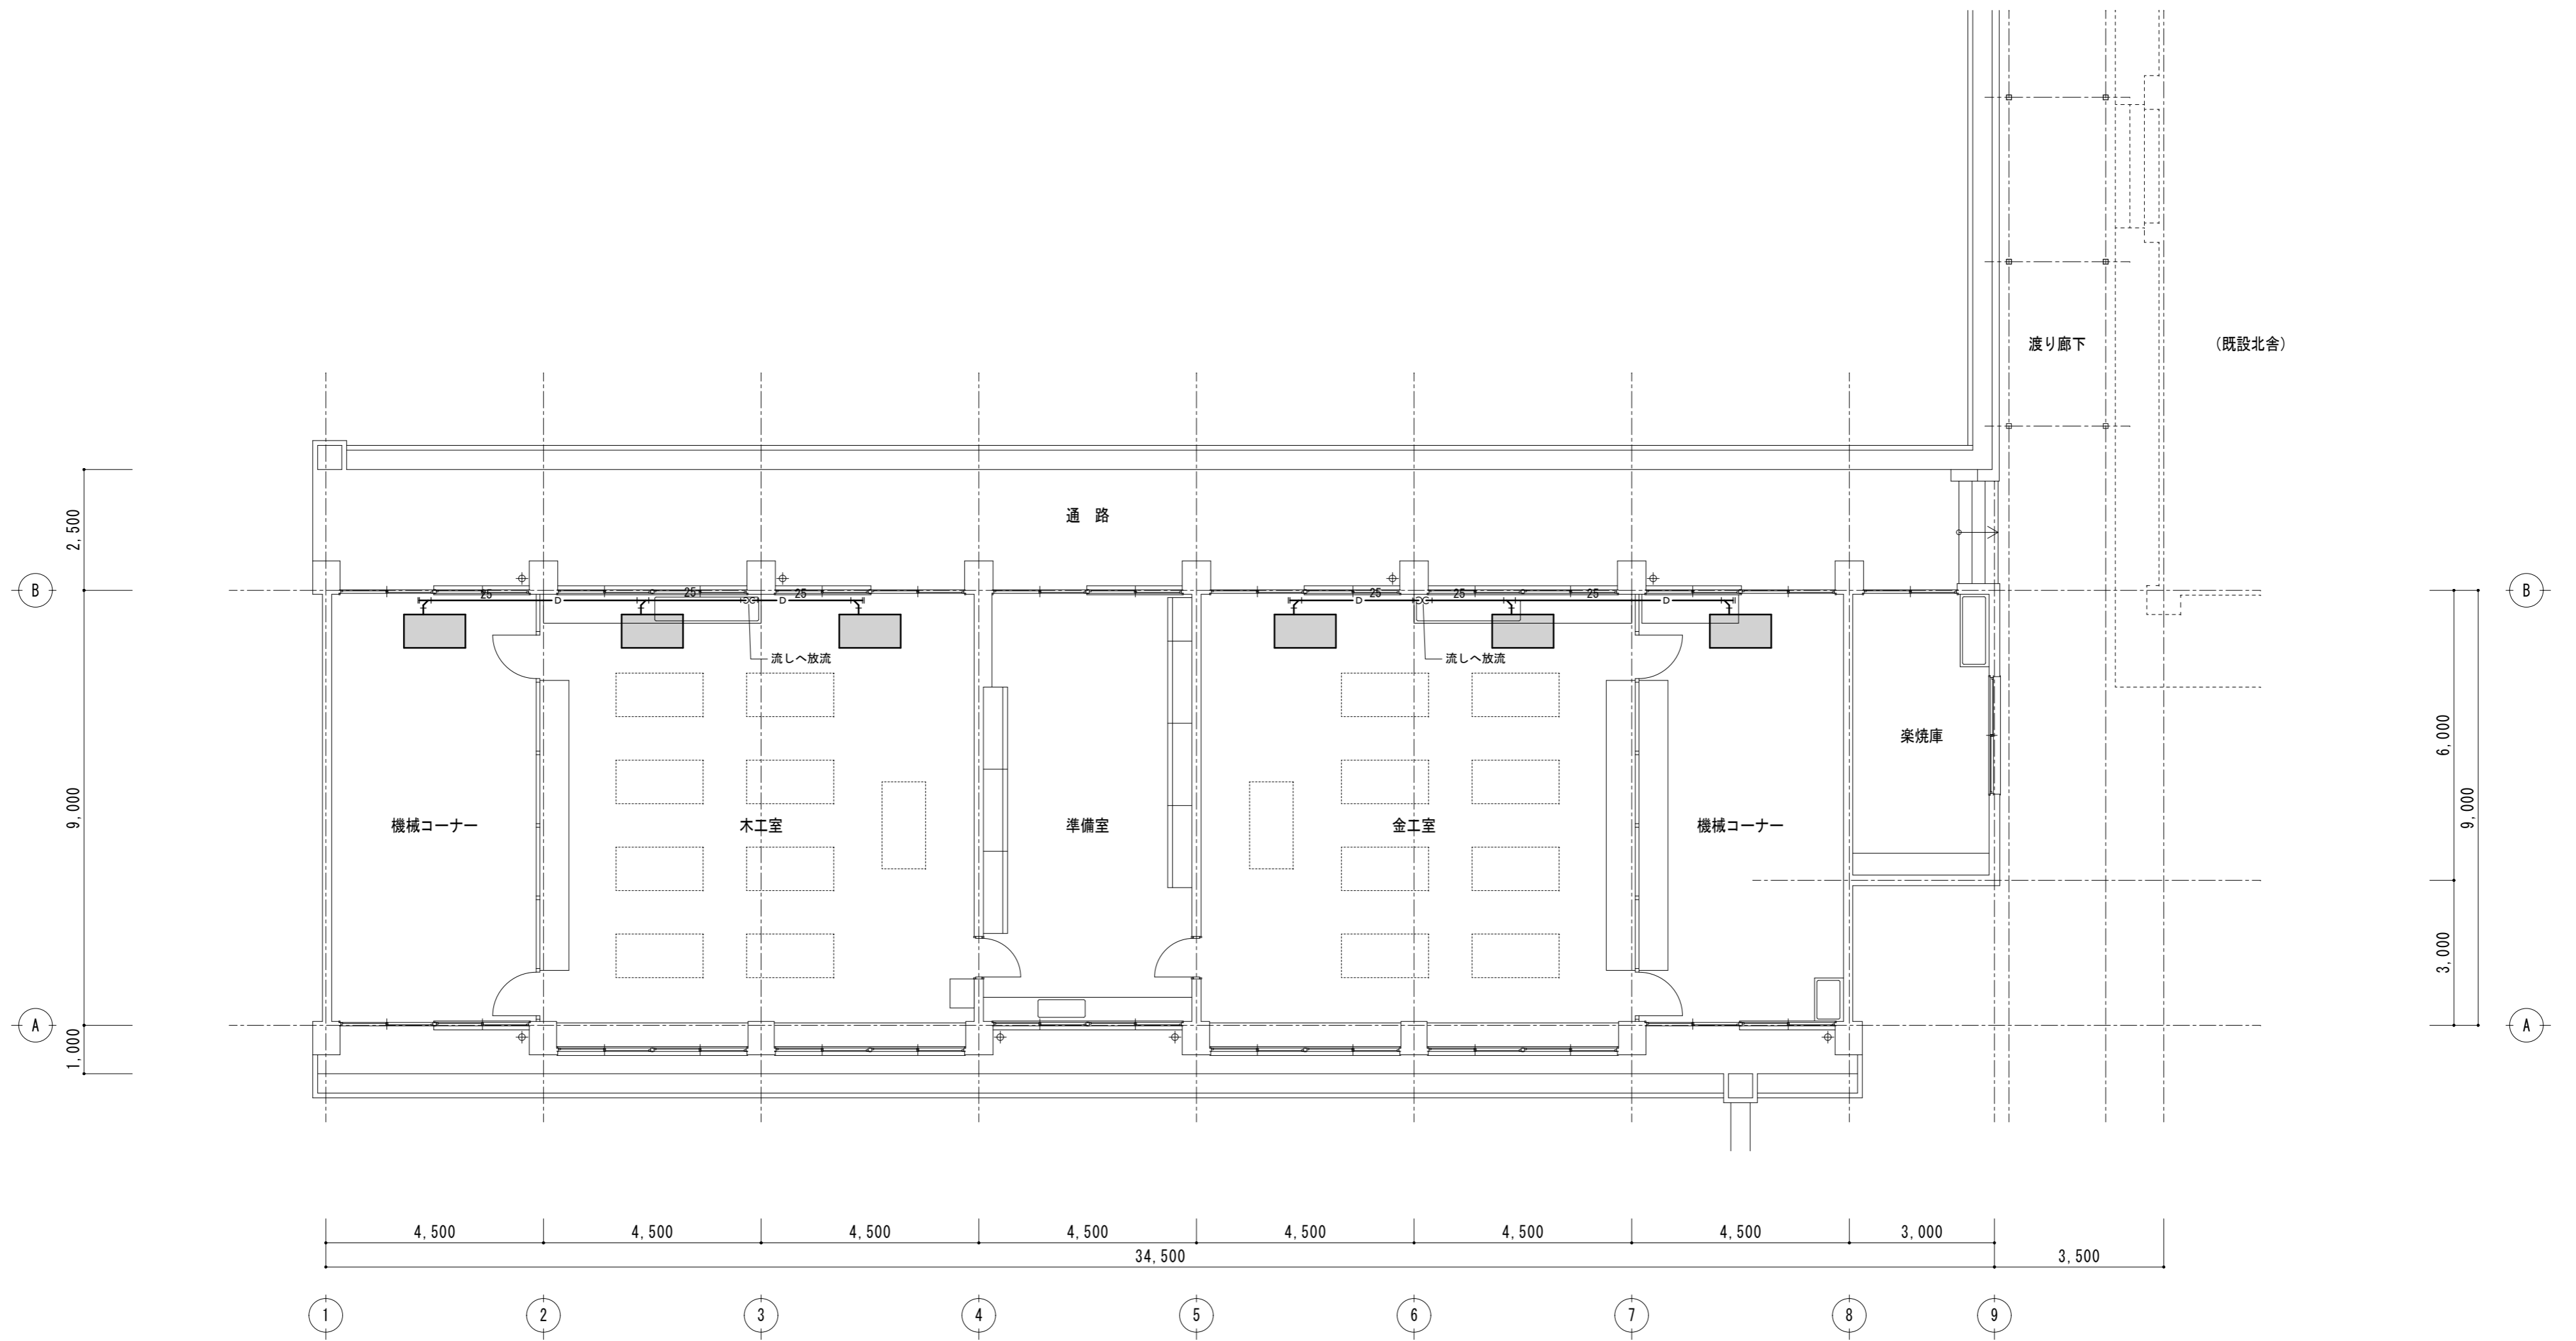 渡り廊下 (既設北舎)
2,500
通 路
B B
25 D 25 D 25 D 25 25 D
流しへ放流 流しへ放流
楽焼庫
6,000
9,000 9,000
機械コーナー 木工室 準備室 金工室 機械コーナー
3,000
A A
1,000
4,500 4,500 4,500 4,500 4,500 4,500 4,500 3,000
34,500 3,500
1 2 3 4 5 6 7 8 9